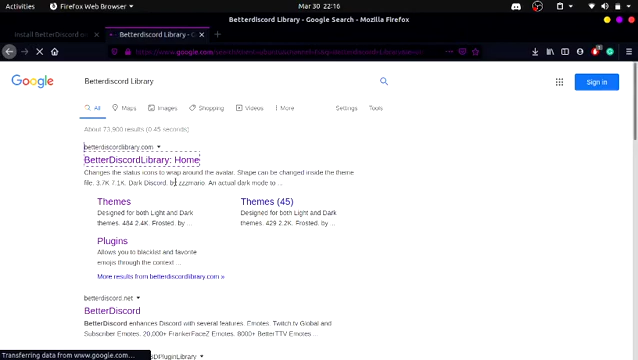 Activities Firefox Web Browser Mar 30 22:16
Betterdiscord Library - Google Search - Mozilla Firefox
Install BetterDiscord on Betterdiscord Library - G
Google Betterdiscord Library Sign in
All Maps Images Shopping Videos More Settings Tools
About 73,900 results (0.45 seconds)
betterdiscordlibrary.com
BetterDiscordLibrary: Home
Changes the status icons to wrap around the avatar. Shape can be changed inside the theme
file. 3.7K 7.1K. Dark Discord. by zzzmario. An actual dark mode to ...
Themes Themes (45)
Designed for both Light and Dark Designed for both Light and Dark
themes. 484 2.4K. Frosted. by ... themes. 429 2.2K. Frosted. by ...
Plugins
Allows you to blacklist and favorite
emojis through the context ...
More results from betterdiscordlibrary.com »
betterdiscord.net
BetterDiscord
BetterDiscord enhances Discord with several features. Emotes. Twitch.tv Global and
Subscriber Emotes. 20,000+ FrankerFaceZ Emotes. 8000+ BetterTTV Emotes ...
Transferring data from www.google.com... DPluginLibrary